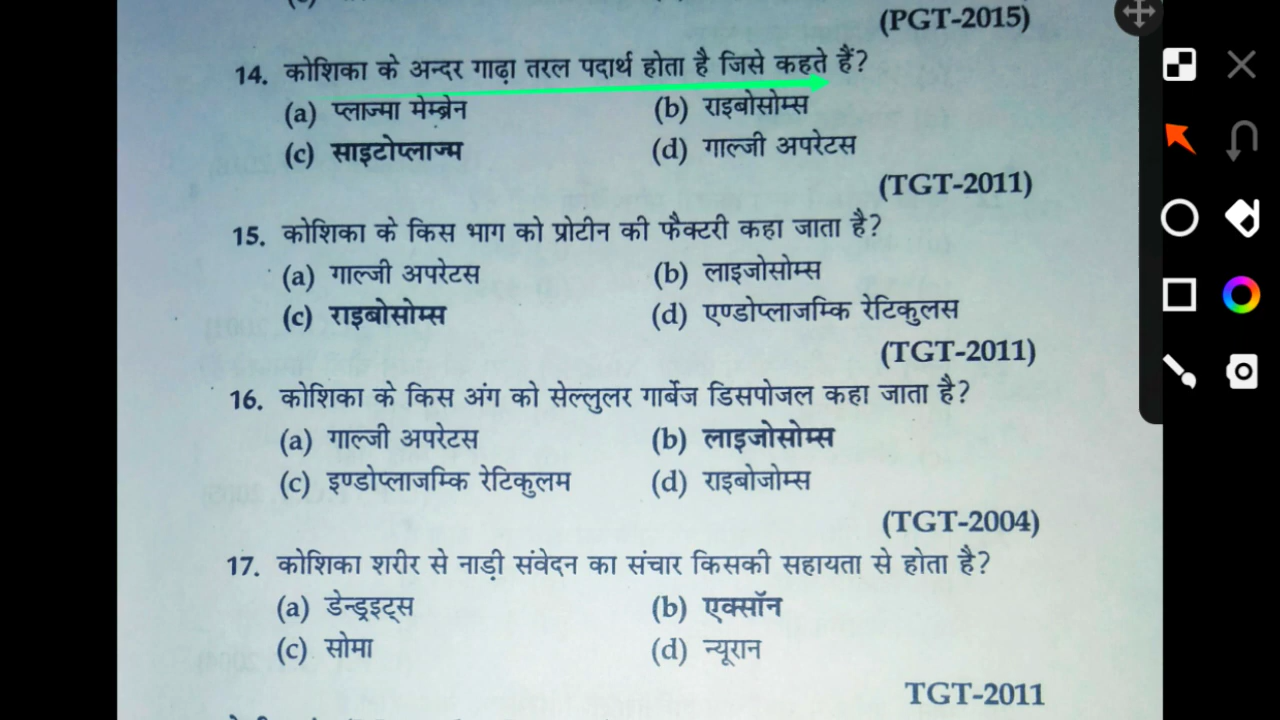 (PGT-2015)
14. कोशिका के अन्दर गाढ़ा तरल पदार्थ होता है जिसे कहते हैं?
(a) प्लाज्मा मेम्ब्रेन (b) राइबोसोम्स
(c) साइटोप्लाज्म (d) गाल्जी अपरेटस
(TGT-2011)
15. कोशिका के किस भाग को प्रोटीन की फैक्टरी कहा जाता है?
(a) गाल्जी अपरेटस (b) लाइजोसोम्स
(c) राइबोसोम्स (d) एण्डोप्लाजम्कि रेटिकुलस
(TGT-2011)
16. कोशिका के किस अंग को सेल्लुलर गार्बेज डिसपोजल कहा जाता है?
(a) गाल्जी अपरेटस (b) लाइजोसोम्स
(c) इण्डोप्लाजम्कि रेटिकुलम (d) राइबोजोम्स
(TGT-2004)
17. कोशिका शरीर से नाड़ी संवेदन का संचार किसकी सहायता से होता है?
(a) डेन्ड्रइट्स (b) एक्सॉन
(c) सोमा (d) न्यूरान
TGT-2011